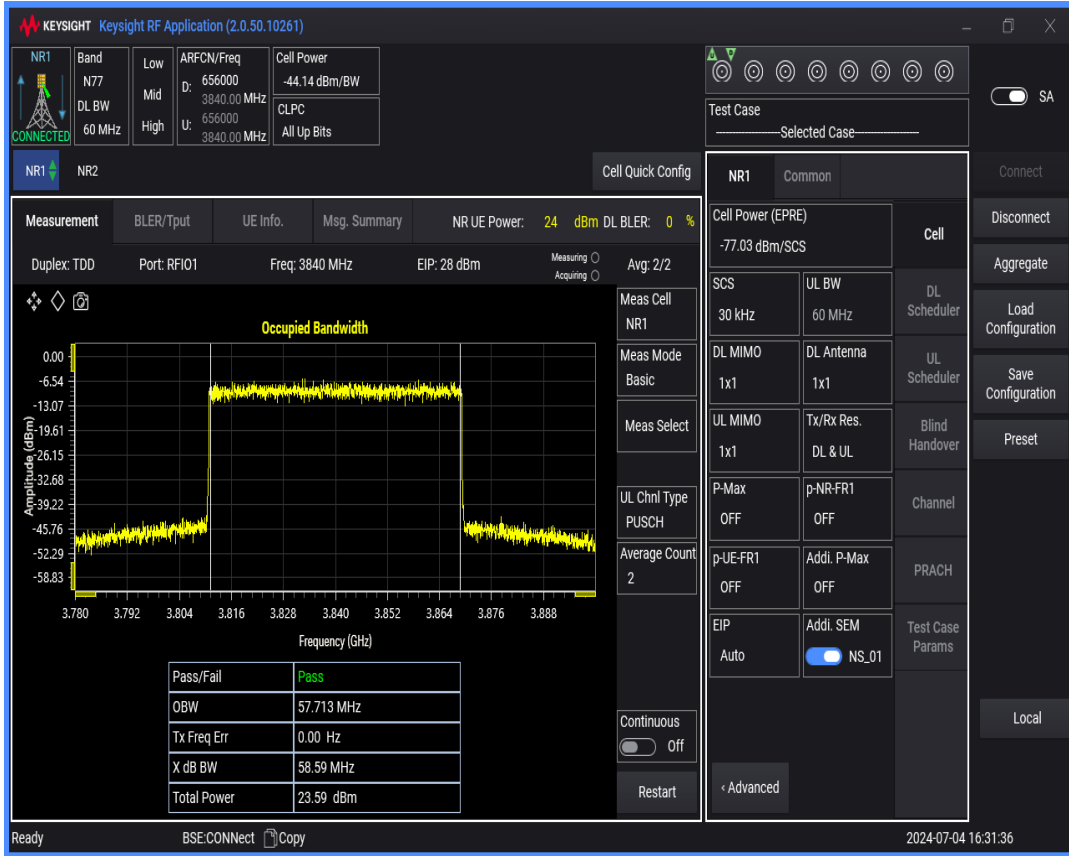 KEYSIGHT Keysight RF Application (2.0.50.10261)
NR1
CONNECTED
Band
N77
DL BW
60 MHz
Low
Mid
High
ARFCN/Freq
D: 656000
3840.00 MHz
U: 656000
3840.00 MHz
Cell Power
-44.14 dBm/BW
CLPC
All Up Bits
Test Case
--------------------Selected Case-----------------
SA
NR1
NR2
Cell Quick Config
Measurement
BLER/Tput
UE Info.
Msg. Summary
NR UE Power: 24 dBm DL BLER: 0 %
Duplex: TDD
Port: RFIO1
Freq: 3840 MHz
EIP: 28 dBm
Measuring
Acquiring
Avg: 2/2
Occupied Bandwidth
Amplitude (dBm)
0.00
-6.54
-13.07
-19.61
-26.15
-32.68
-39.22
-45.76
-52.29
-58.83
3.780 3.792 3.804 3.816 3.828 3.840 3.852 3.864 3.876 3.888
Frequency (GHz)
Pass/Fail Pass
OBW 57.713 MHz
Tx Freq Err 0.00 Hz
X dB BW 58.59 MHz
Total Power 23.59 dBm
Meas Cell
NR1
Meas Mode
Basic
Meas Select
UL Chnl Type
PUSCH
Average Count
2
Continuous
Off
Restart
NR1
Common
Cell Power (EPRE)
-77.03 dBm/SCS
SCS
30 kHz
UL BW
60 MHz
DL MIMO
1x1
DL Antenna
1x1
UL MIMO
1x1
Tx/Rx Res.
DL & UL
P-Max
OFF
p-NR-FR1
OFF
p-UE-FR1
OFF
Addi. P-Max
OFF
EIP
Auto
Addi. SEM
NS_01
‹ Advanced
Cell
DL
Scheduler
UL
Scheduler
Blind
Handover
Channel
PRACH
Test Case
Params
Connect
Disconnect
Aggregate
Load
Configuration
Save
Configuration
Preset
Local
Ready
BSE:CONNect
Copy
2024-07-04 16:31:36